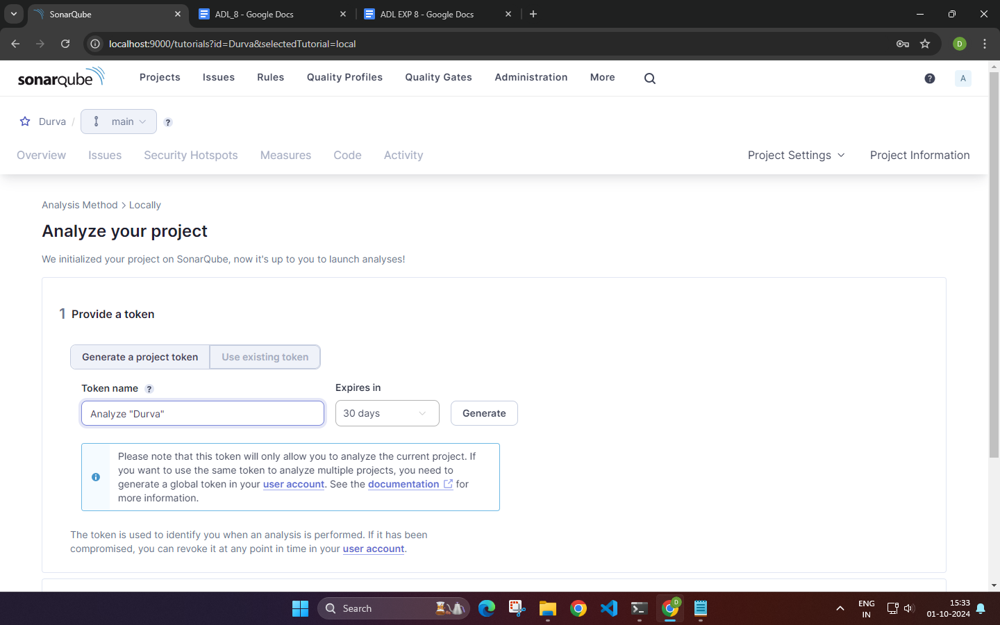 SonarQube
ADL_8 - Google Docs
ADL EXP 8 - Google Docs
localhost:9000/tutorials?id=Durva&selectedTutorial=local
D
sonarqube
Projects
Issues
Rules
Quality Profiles
Quality Gates
Administration
More
?
A
Durva /
main
?
Overview
Issues
Security Hotspots
Measures
Code
Activity
Project Settings
Project Information
Analysis Method > Locally
Analyze your project
We initialized your project on SonarQube, now it's up to you to launch analyses!
1 Provide a token
Generate a project token
Use existing token
Token name ?
Expires in
Analyze "Durva"
30 days
Generate
Please note that this token will only allow you to analyze the current project. If
you want to use the same token to analyze multiple projects, you need to
generate a global token in your user account. See the documentation for
more information.
The token is used to identify you when an analysis is performed. If it has been
compromised, you can revoke it at any point in time in your user account.
Search
D
ENG
IN
15:33
01-10-2024